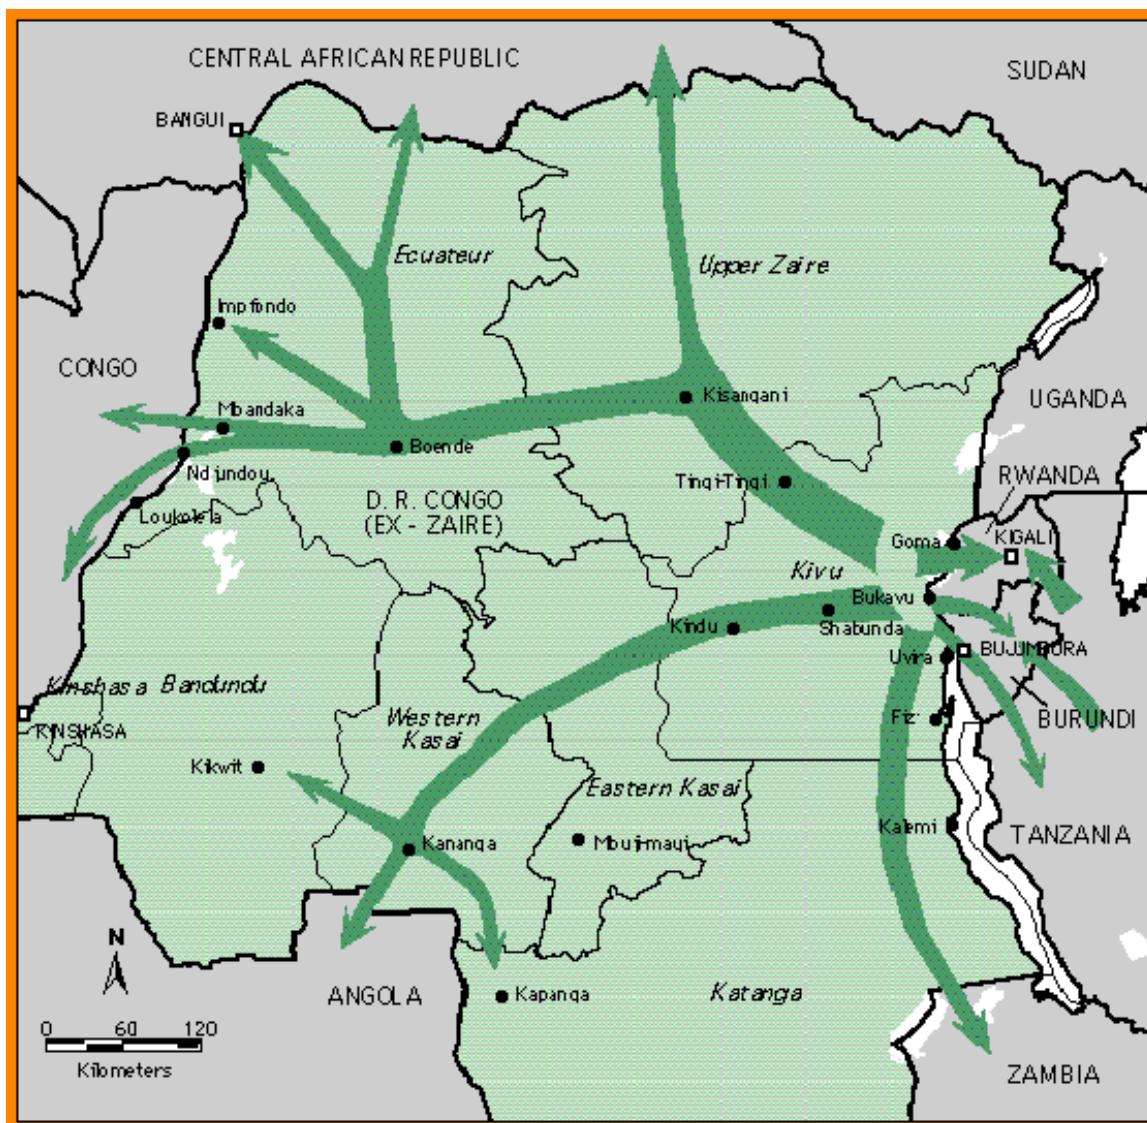 CENTRAL AFRICAN REPUBLIC
SUDAN
BANGUI
Ecuateur
Upper Zaire
Impfondo
CONGO
UGANDA
Mbandaka
Kisangani
Boende
Ndjundou
Tingi-Tingi
RWANDA
D. R. CONGO
(EX - ZAIRE)
Loukolela
Goma
KIGALI
Kivu
Bukavu
Shabunda
Kindu
Uvira
BUJUMBURA
Kinshasa
Bandundu
KINSHASA
Western
Kasai
Fizi
BURUNDI
Kikwit
Eastern Kasai
Kalemi
TANZANIA
Kananga
Mbuji-mayi
N
ANGOLA
Kapanga
Katanga
0 60 120
Kilometers
ZAMBIA